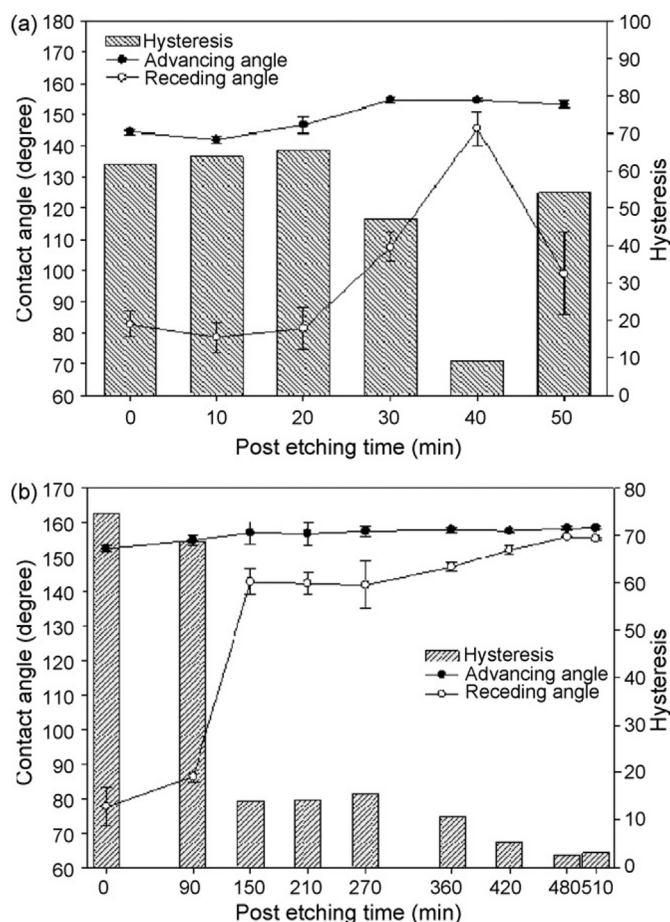 (a)
180
170
160
150
140
130
120
110
100
90
80
70
60
Contact angle (degree)
Hysteresis
Advancing angle
Receding angle
100
90
80
70
60
50
40
30
20
10
0
Hysteresis
0 10 20 30 40 50
Post etching time (min)
(b)
170
160
150
140
130
120
110
100
90
80
70
60
Contact angle (degree)
Hysteresis
Advancing angle
Receding angle
80
70
60
50
40
30
20
10
0
Hysteresis
0 90 150 210 270 360 420 480 510
Post etching time (min)